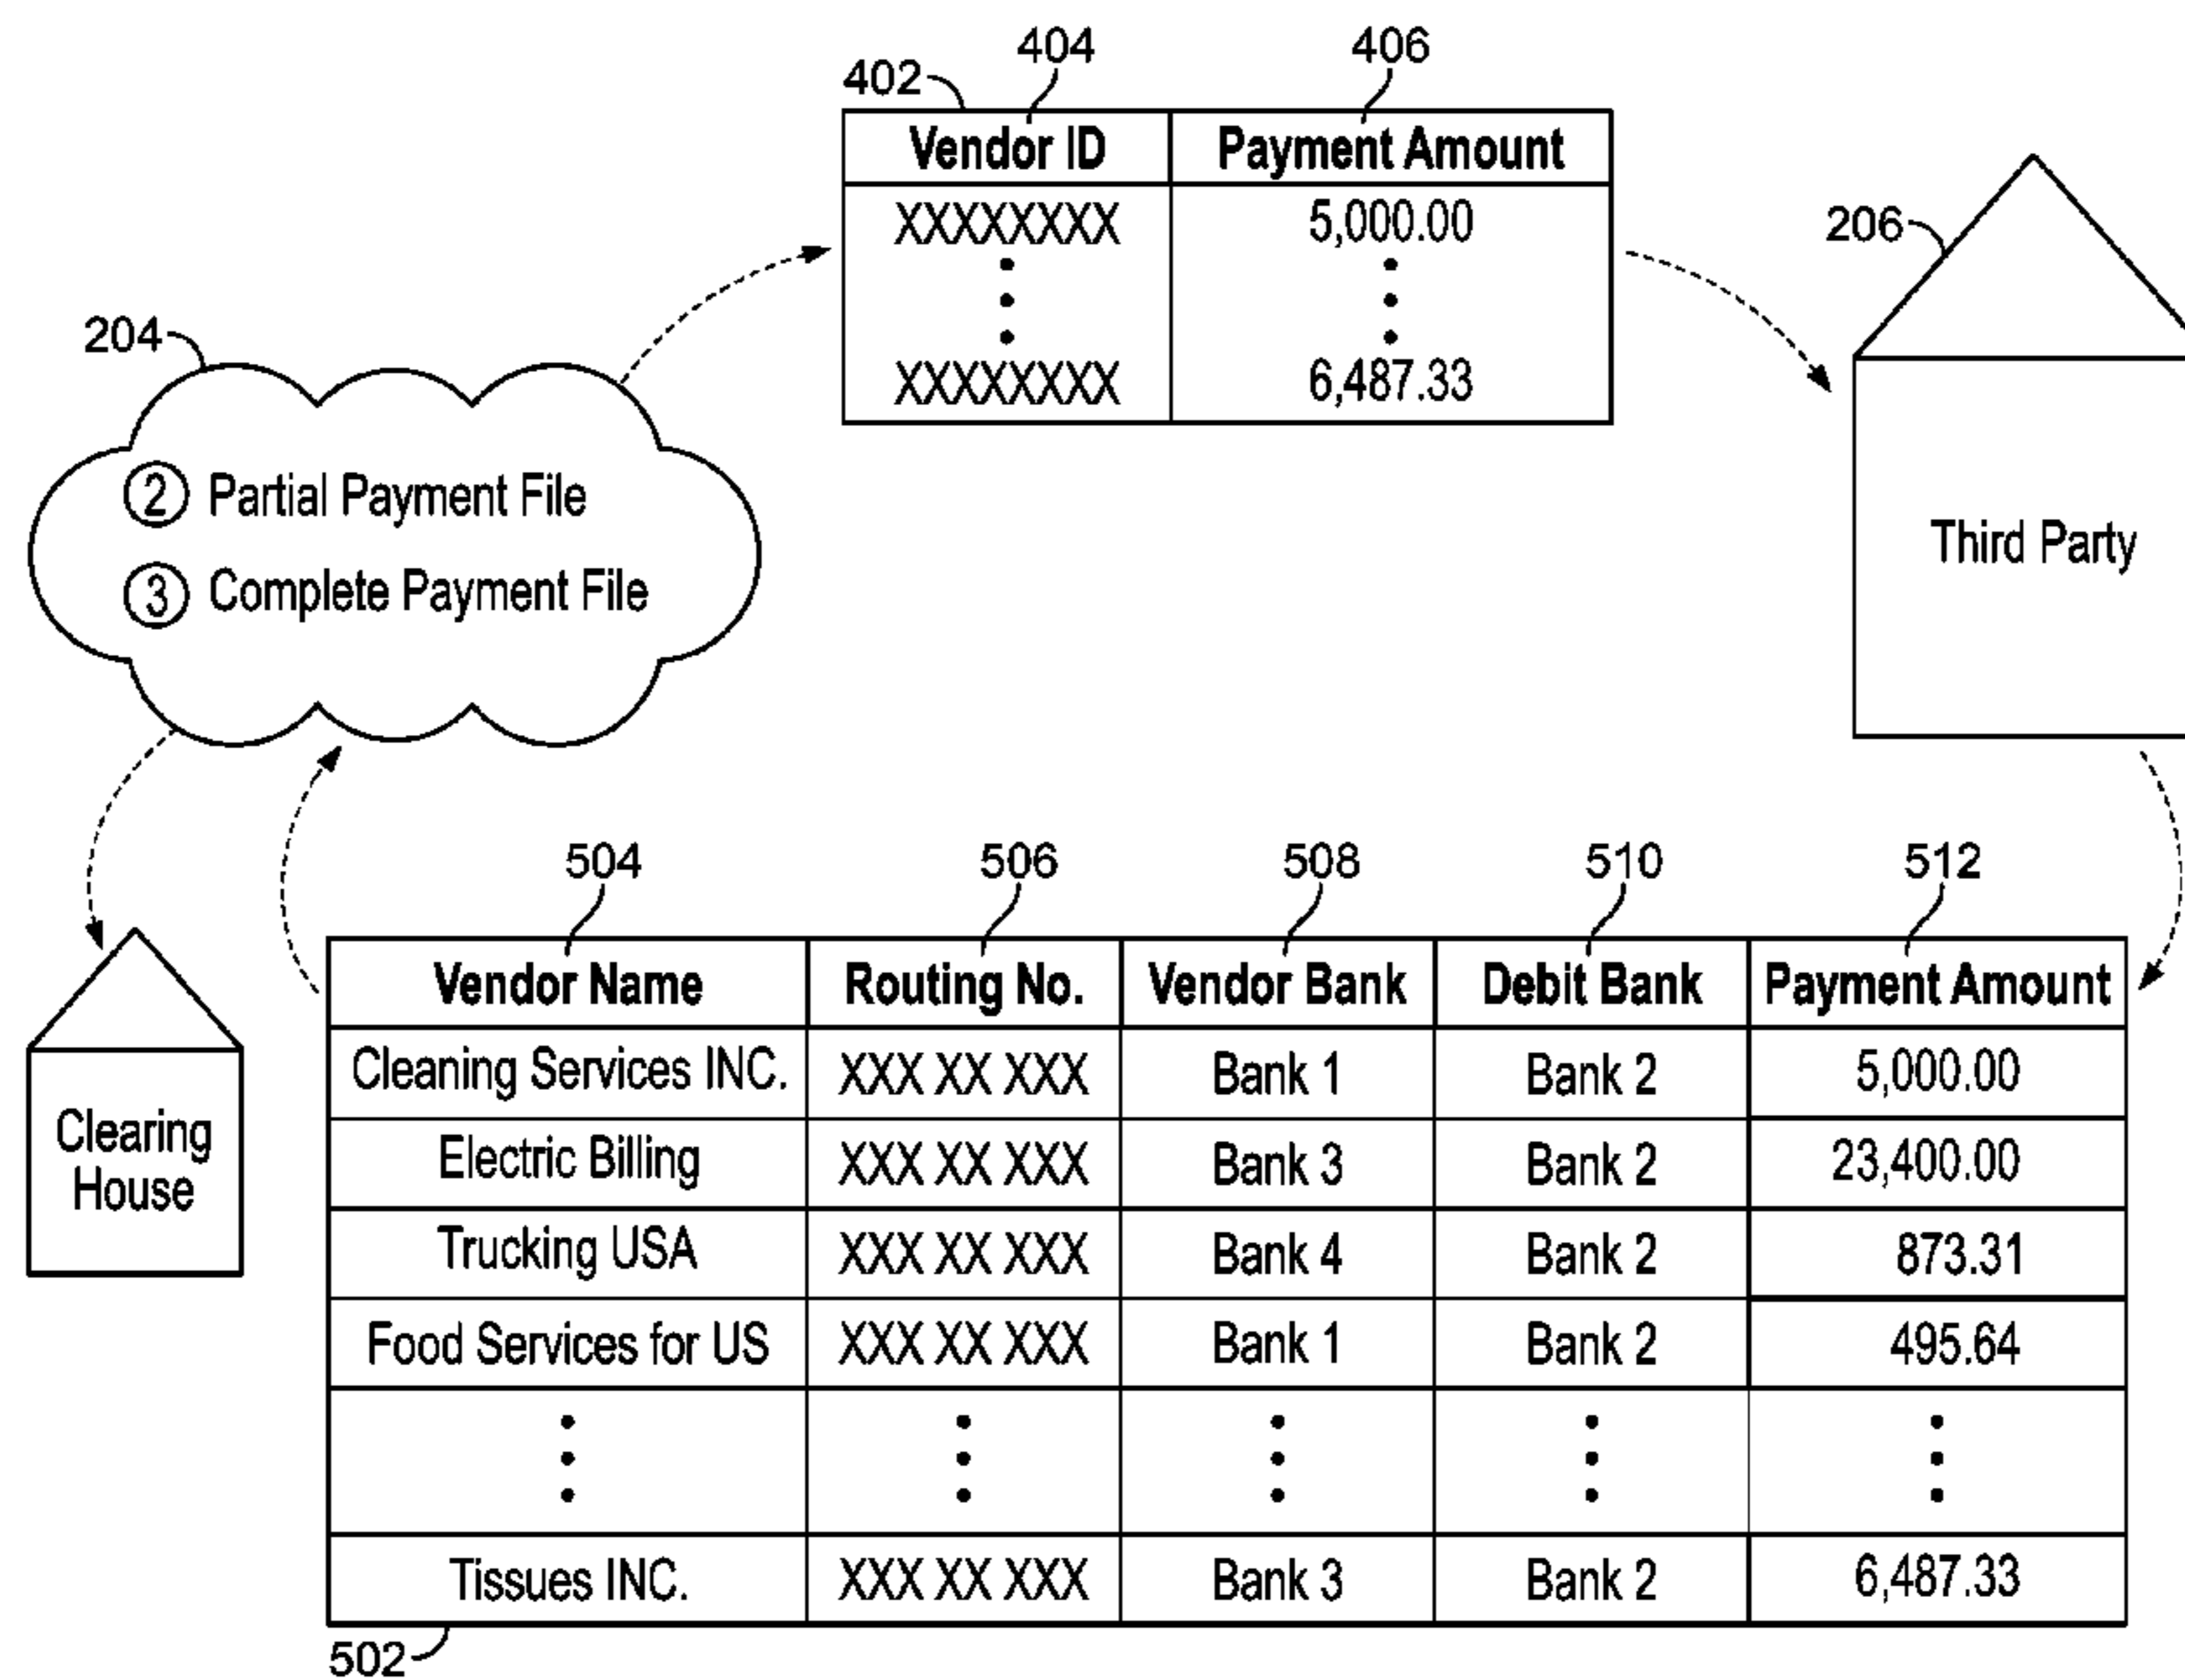 404 406
402
Vendor ID Payment Amount
XXXXXXXX 5,000.00
XXXXXXXX 6,487.33
206
Third Party
204
② Partial Payment File
③ Complete Payment File
504 506 508 510 512
Vendor Name Routing No. Vendor Bank Debit Bank Payment Amount
Cleaning Services INC. XXX XX XXX Bank 1 Bank 2 5,000.00
Electric Billing XXX XX XXX Bank 3 Bank 2 23,400.00
Trucking USA XXX XX XXX Bank 4 Bank 2 873.31
Food Services for US XXX XX XXX Bank 1 Bank 2 495.64
Tissues INC. XXX XX XXX Bank 3 Bank 2 6,487.33
502
Clearing
House